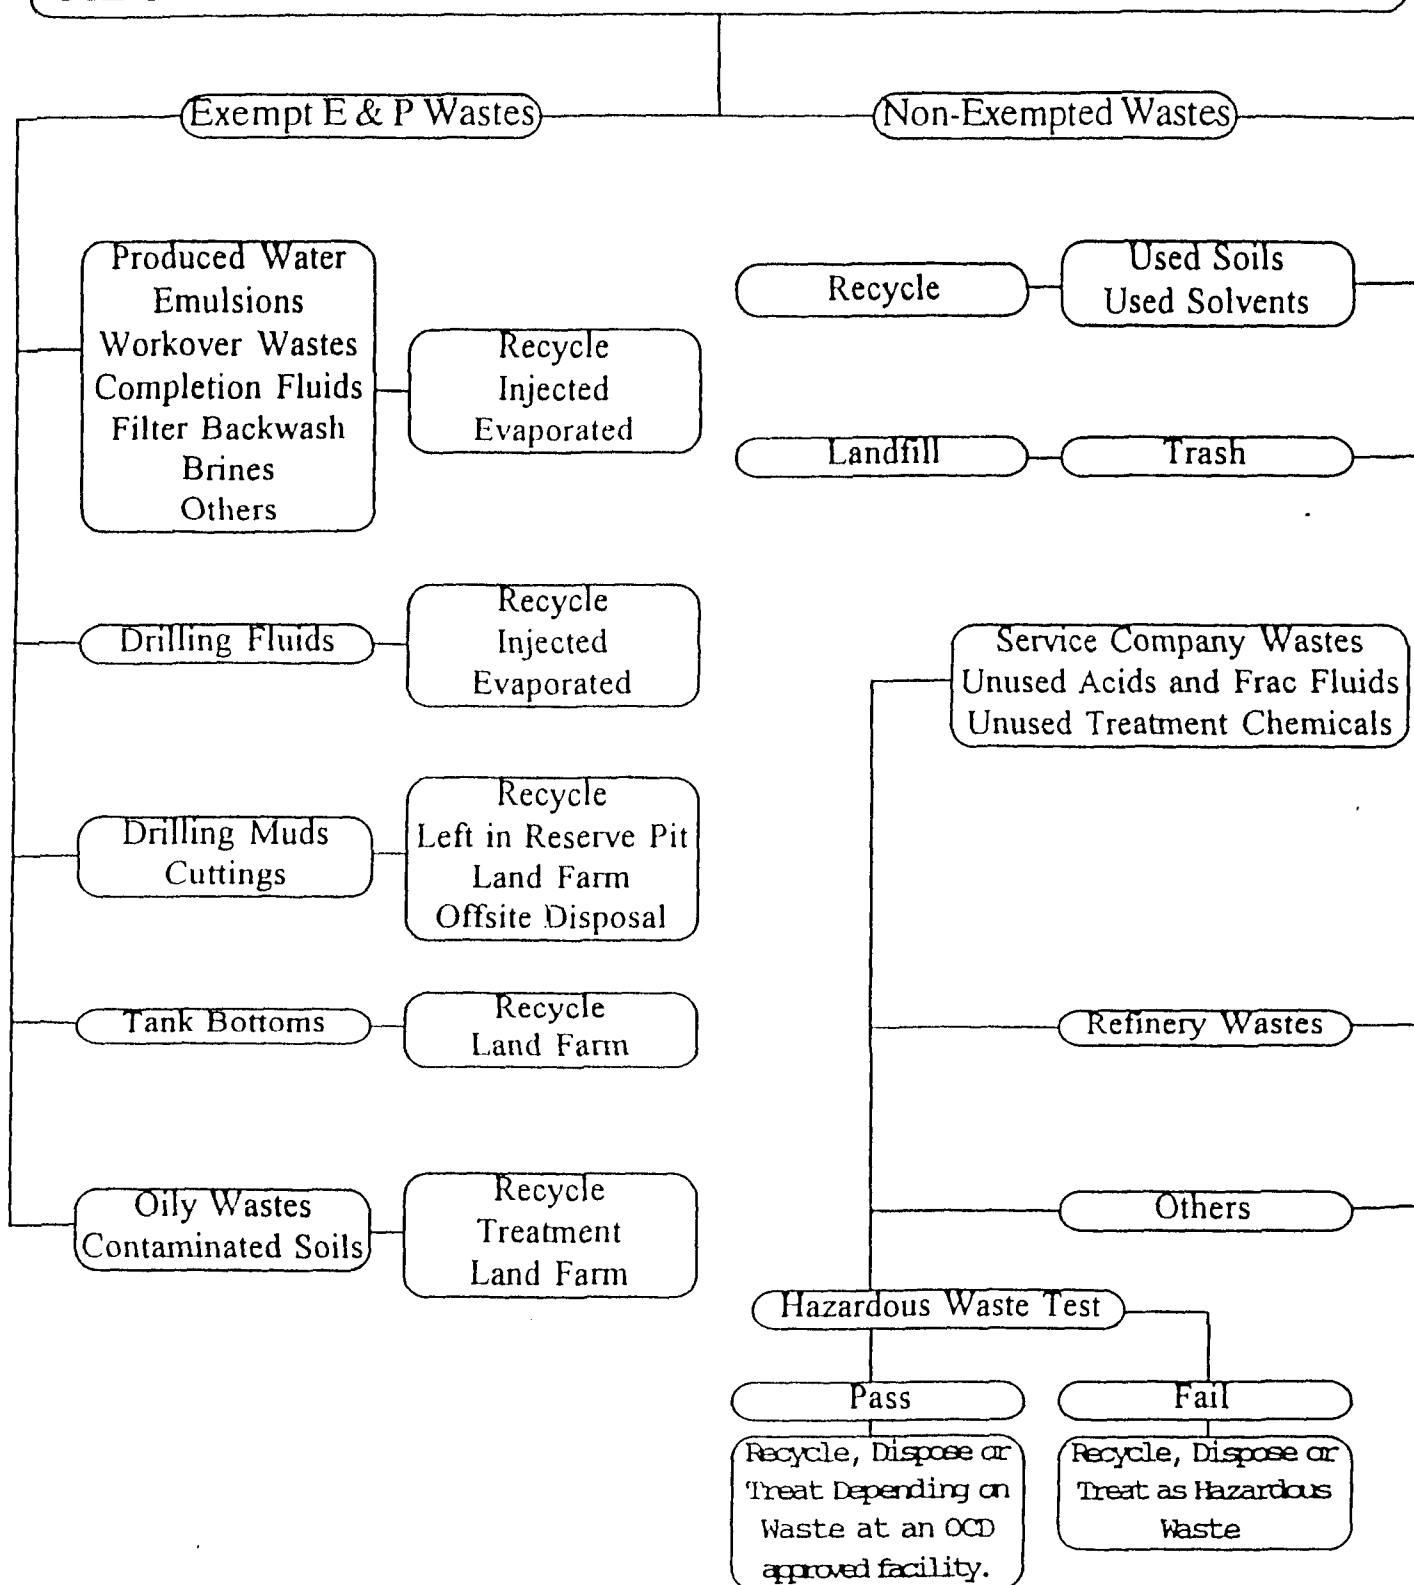 Exempt E & P Wastes
Non-Exempted Wastes
Produced Water
Emulsions
Workover Wastes
Completion Fluids
Filter Backwash
Brines
Others
Recycle
Injected
Evaporated
Drilling Fluids
Recycle
Injected
Evaporated
Drilling Muds
Cuttings
Recycle
Left in Reserve Pit
Land Farm
Offsite Disposal
Tank Bottoms
Recycle
Land Farm
Oily Wastes
Contaminated Soils
Recycle
Treatment
Land Farm
Recycle
Used Soils
Used Solvents
Landfill
Trash
Service Company Wastes
Unused Acids and Frac Fluids
Unused Treatment Chemicals
Refinery Wastes
Others
Hazardous Waste Test
Pass
Recycle, Dispose or
Treat Depending on
Waste at an OCD
approved facility.
Fail
Recycle, Dispose or
Treat as Hazardous
Waste